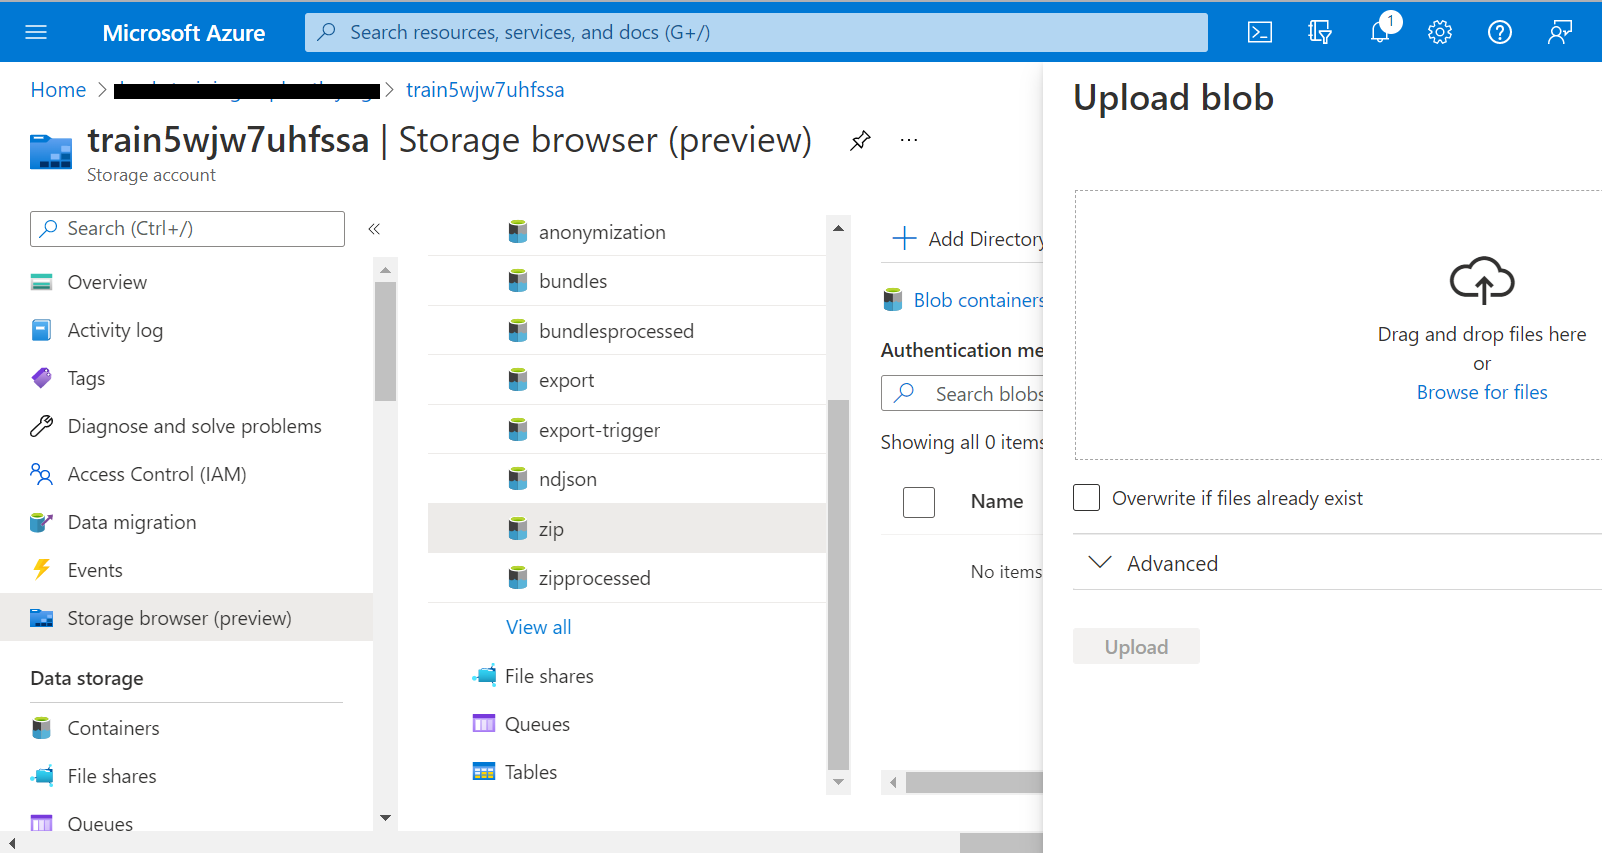 Microsoft Azure
Search resources, services, and docs (G+/)
1
Home
train5wjw7uhfssa
train5wjw7uhfssa | Storage browser (preview)
Storage account
Search (Ctrl+/)
Overview
Activity log
Tags
Diagnose and solve problems
Access Control (IAM)
Data migration
Events
Storage browser (preview)
Data storage
Containers
File shares
Queues
anonymization
bundles
bundlesprocessed
export
export-trigger
ndjson
zip
zipprocessed
View all
File shares
Queues
Tables
Add Directory
Blob containers
Authentication me
Search blobs
Showing all 0 items
Name
No items
Upload blob
Drag and drop files here
or
Browse for files
Overwrite if files already exist
Advanced
Upload